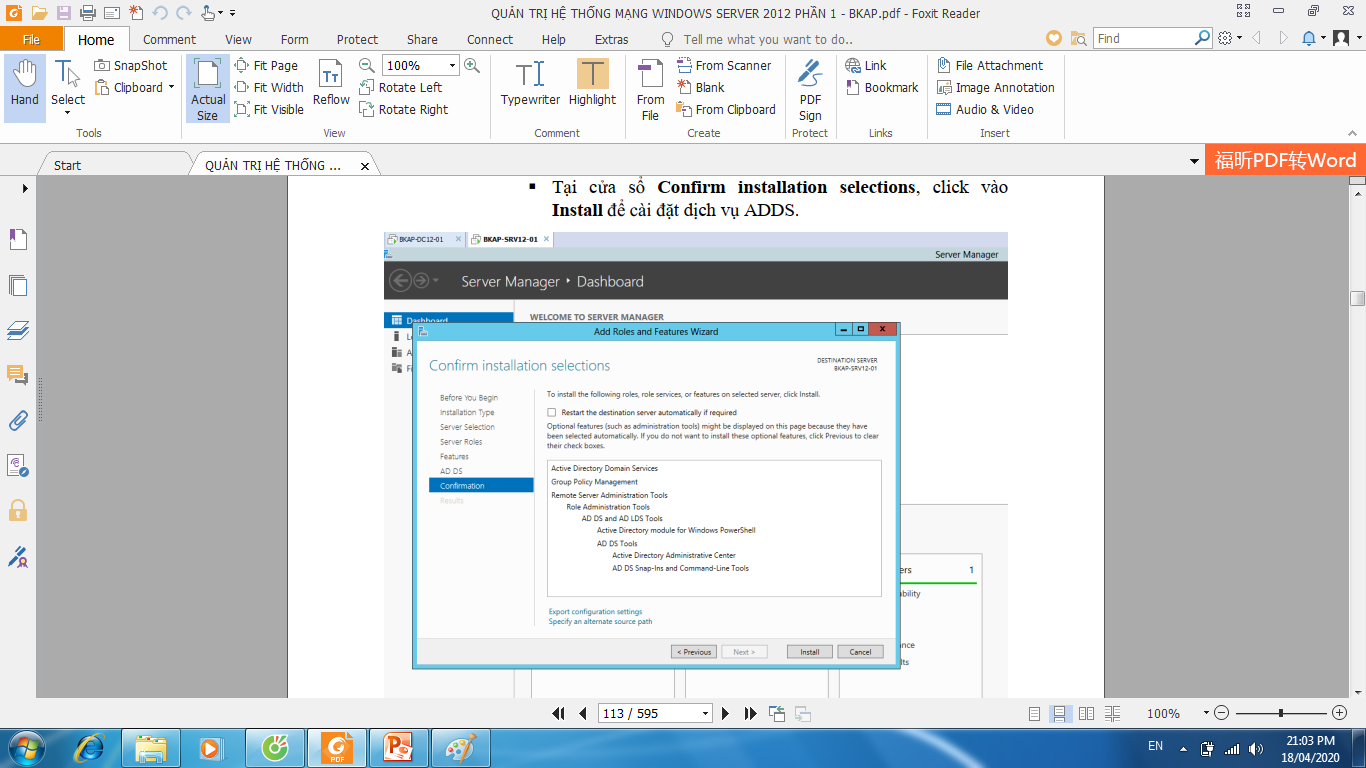 QUẢN TRỊ HỆ THỐNG MẠNG WINDOWS SERVER 2012 PHẦN 1 - BKAP.pdf - Foxit Reader
File Home Comment View Form Protect Share Connect Help Extras Tell me what you want to do.. Find
Hand
Select
SnapShot
Clipboard
Tools
Actual Size
Fit Page
Fit Width
Fit Visible
Reflow
100%
Rotate Left
Rotate Right
View
Typewriter
Highlight
Comment
From File
From Scanner
Blank
From Clipboard
Create
PDF Sign
Protect
Link
Bookmark
Links
File Attachment
Image Annotation
Audio & Video
Insert
Start
QUẢN TRỊ HỆ THỐNG ...
福昕PDF转Word
▪ Tại cửa sổ Confirm installation selections, click vào
Install để cài đặt dịch vụ ADDS.
BKAP-DC12-01 BKAP-SRV12-01
Server Manager
Server Manager • Dashboard
Dashboard
WELCOME TO SERVER MANAGER
Add Roles and Features Wizard
Confirm installation selections
DESTINATION SERVER
BKAP-SRV12-01
Before You Begin
Installation Type
Server Selection
Server Roles
Features
AD DS
Confirmation
Results
To install the following roles, role services, or features on selected server, click Install.
Restart the destination server automatically if required
Optional features (such as administration tools) might be displayed on this page because they have
been selected automatically. If you do not want to install these optional features, click Previous to clear
their check boxes.
Active Directory Domain Services
Group Policy Management
Remote Server Administration Tools
Role Administration Tools
AD DS and AD LDS Tools
Active Directory module for Windows PowerShell
AD DS Tools
Active Directory Administrative Center
AD DS Snap-Ins and Command-Line Tools
Export configuration settings
Specify an alternate source path
< Previous Next > Install Cancel
ers 1
ability
nce
lts
113 / 595
100%
PDF
EN
21:03 PM
18/04/2020